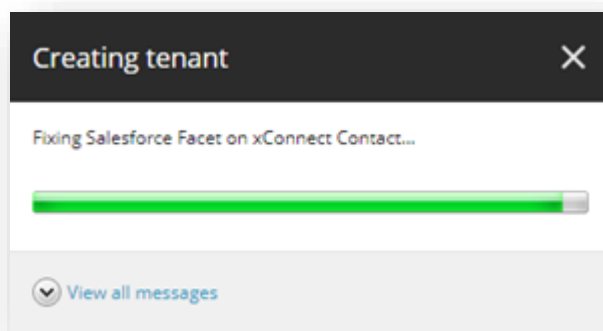 Creating tenant
Fixing Salesforce Facet on xConnect Contact...
View all messages